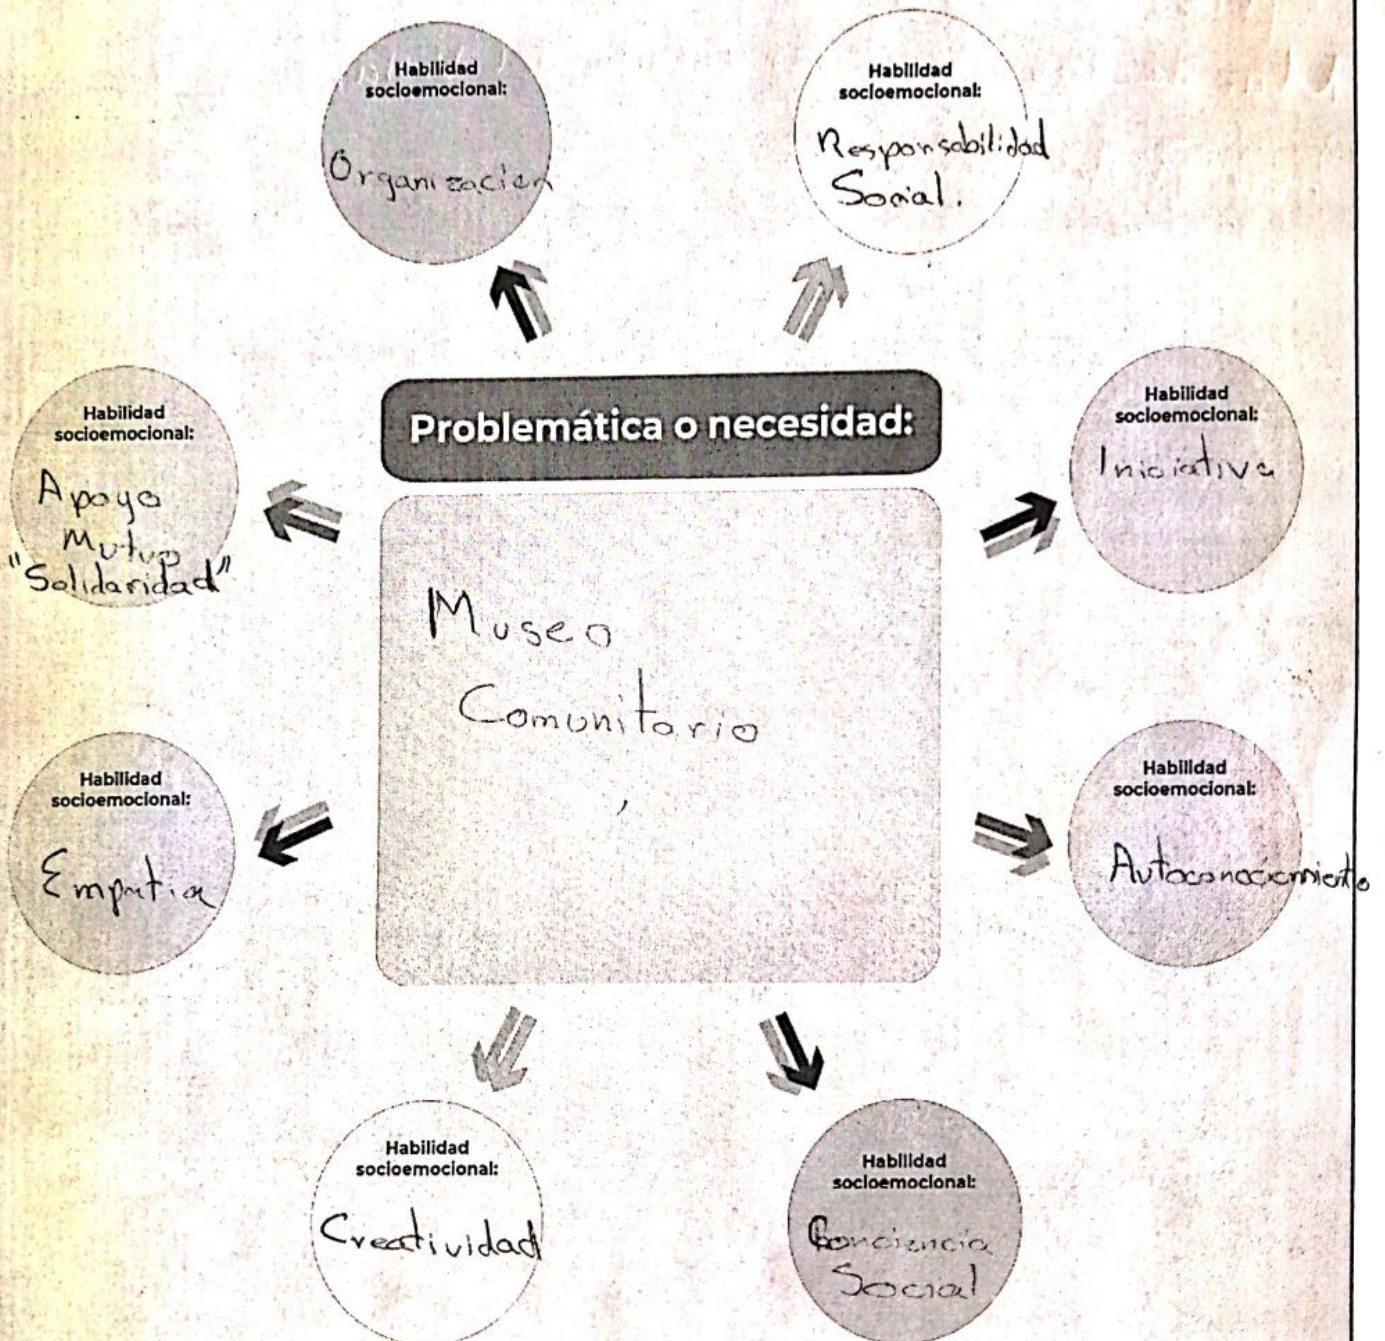 Habilidad
socioemocional:
Organización
Habilidad
socioemocional:
Responsabilidad
Social.
Habilidad
socioemocional:
Apoyo
Mutuo
"Solidaridad"
Problemática o necesidad:
Museo
Comunitario
Habilidad
socioemocional:
Iniciativa
Habilidad
socioemocional:
Empatia
Habilidad
socioemocional:
Autoconocimiento
Habilidad
socioemocional:
Creatividad
Habilidad
socioemocional:
Conciencia
Social